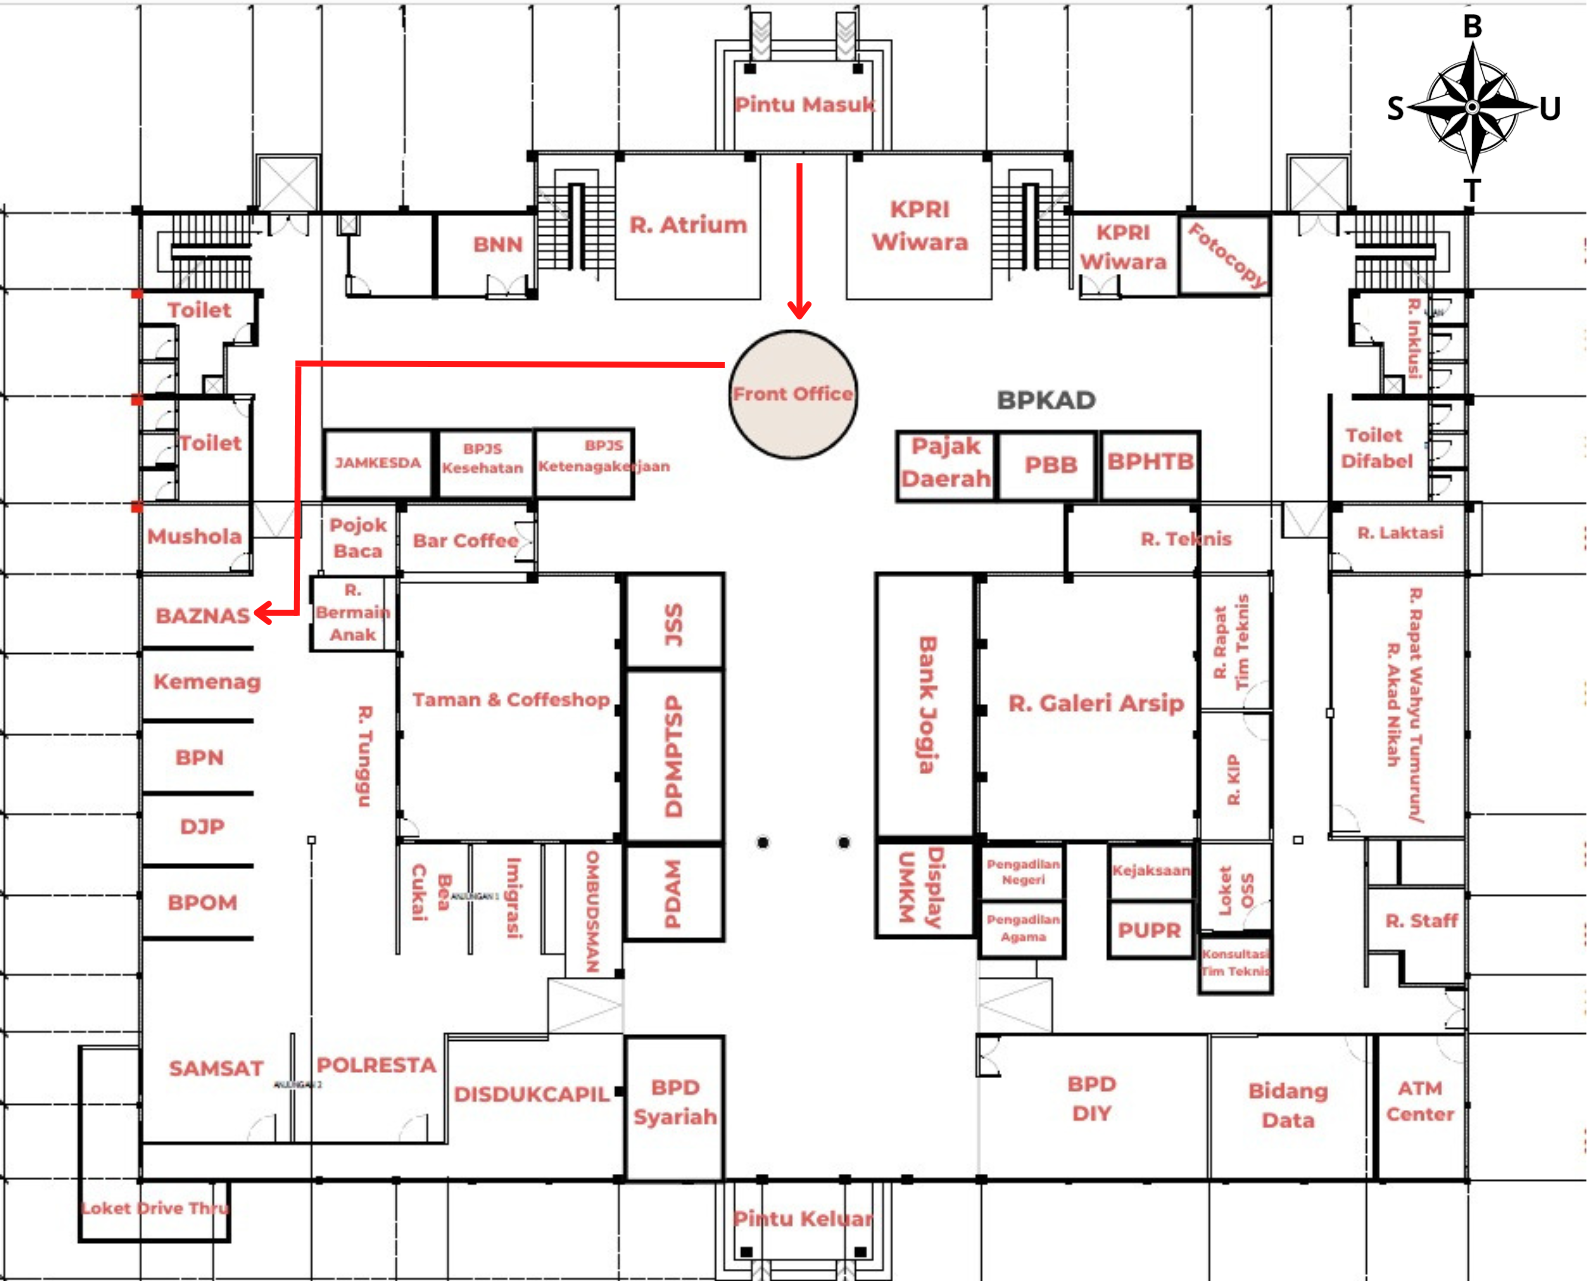 B
S
U
T
Pintu Masuk
R. Atrium
KPRI
Wiwara
BNN
KPRI
Wiwara
Fotocopy
Toilet
R. Inklusi
Front Office
BPKAD
Toilet
JAMKESDA
BPJS
Kesehatan
BPJS
Ketenagakerjaan
Pajak
Daerah
PBB
BPHTB
Toilet
Difabel
Mushola
Pojok
Baca
Bar Coffee
R. Teknis
R. Laktasi
BAZNAS
R.
Bermain
Anak
JSS
Bank Jogja
R. Rapat
Tim Teknis
R. Rapat Wahyu Tumurun/
R. Akad Nikah
Kemenag
Taman & Coffeshop
R. Galeri Arsip
R. Tunggu
BPN
DPMPTSP
R. KIP
DJP
BPOM
Bea
Cukai
ANJUNGAN 1
Imigrasi
OMBUDSMAN
PDAM
Display
UMKM
Pengadilan
Negeri
Pengadilan
Agama
Kejaksaan
PUPR
Loket
OSS
Konsultasi
Tim Teknis
R. Staff
SAMSAT
ANJUNGAN 2
POLRESTA
DISDUKCAPIL
BPD
Syariah
BPD
DIY
Bidang
Data
ATM
Center
Loket Drive Thru
Pintu Keluar